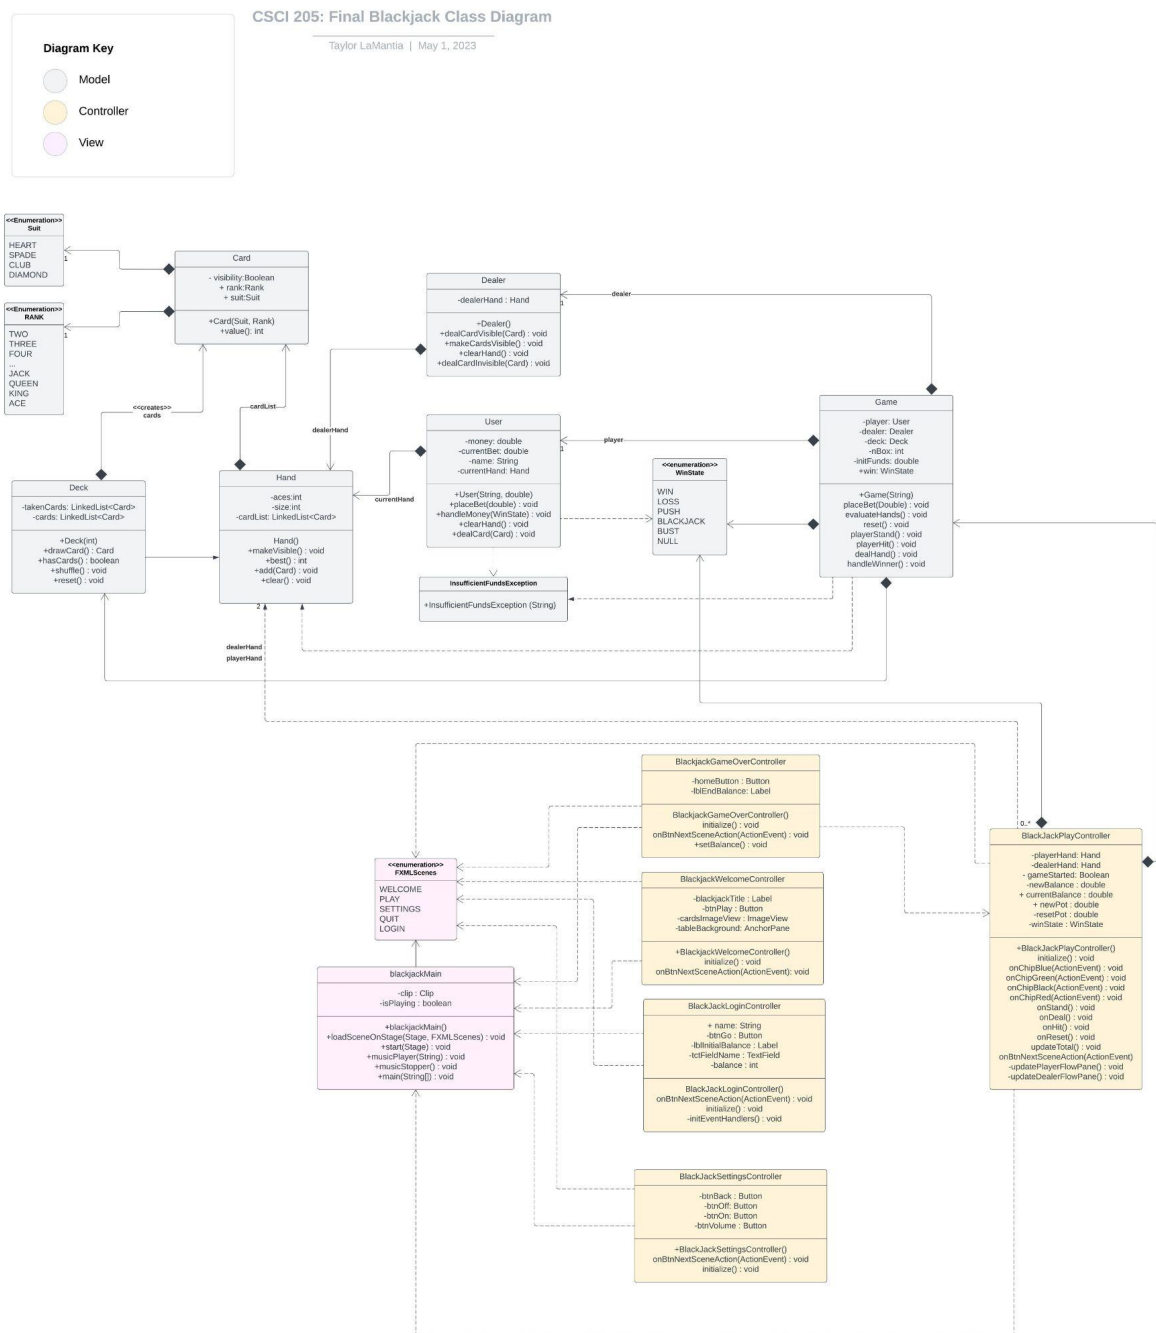 CSCI 205: Final Blackjack Class Diagram
Taylor LaMantia | May 1, 2023
Diagram Key
Model
Controller
View
<<Enumeration>>
Suit
HEART
SPADE
CLUB
DIAMOND
1
<<Enumeration>>
RANK
TWO
THREE
FOUR
...
JACK
QUEEN
KING
ACE
1
Card
- visibility:Boolean
+ rank:Rank
+ suit:Suit
+Card(Suit, Rank)
+value(): int
<<creates>>
cards
cardList
dealerHand
Dealer
-dealerHand : Hand
+Dealer()
+dealCardVisible(Card) : void
+makeCardsVisible() : void
+clearHand() : void
+dealCardInvisible(Card) : void
1
dealer
User
-money: double
-currentBet: double
-name: String
-currentHand: Hand
+User(String, double)
+placeBet(double) : void
+handleMoney(WinState) : void
+clearHand() : void
+dealCard(Card) : void
1
player
currentHand
<<enumeration>>
WinState
WIN
LOSS
PUSH
BLACKJACK
BUST
NULL
Game
-player: User
-dealer: Dealer
-deck: Deck
-nBox: int
-initFunds: double
+win: WinState
+Game(String)
placeBet(Double) : void
evaluateHands() : void
reset() : void
playerStand() : void
playerHit() : void
dealHand() : void
handleWinner() : void
Deck
-takenCards: LinkedList<Card>
-cards: LinkedList<Card>
+Deck(int)
+drawCard() : Card
+hasCards() : boolean
+shuffle() : void
+reset() : void
Hand
-aces:int
-size:int
-cardList: LinkedList<Card>
Hand()
+makeVisible() : void
+best() : int
+add(Card) : void
+clear() : void
2
InsufficientFundsException
+InsufficientFundsException (String)
dealerHand
playerHand
BlackjackGameOverController
-homeButton : Button
-lblEndBalance: Label
BlackjackGameOverController()
initialize() : void
onBtnNextSceneAction(ActionEvent) : void
+setBalance() : void
0..*
BlackJackPlayController
-playerHand: Hand
-dealerHand: Hand
- gameStarted: Boolean
-newBalance : double
+ currentBalance : double
+ newPot : double
-resetPot : double
-winState : WinState
+BlackJackPlayController()
initialize() : void
onChipBlue(ActionEvent) : void
onChipGreen(ActionEvent) : void
onChipBlack(ActionEvent) : void
onChipRed(ActionEvent) : void
onStand() : void
onDeal() : void
onHit() : void
onReset() : void
updateTotal() : void
onBtnNextSceneAction(ActionEvent)
-updatePlayerFlowPane() : void
-updateDealerFlowPane() : void
<<enumeration>>
FXMLScenes
WELCOME
PLAY
SETTINGS
QUIT
LOGIN
BlackjackWelcomeController
-blackjackTitle : Label
-btnPlay : Button
-cardsImageView : ImageView
-tableBackground: AnchorPane
+BlackjackWelcomeController()
initialize() : void
onBtnNextSceneAction(ActionEvent): void
blackjackMain
-clip : Clip
-isPlaying : boolean
+blackjackMain()
+loadSceneOnStage(Stage, FXMLScenes) : void
+start(Stage) : void
+musicPlayer(String) : void
+musicStopper() : void
+main(String[]) : void
BlackJackLoginController
+ name: String
-btnGo : Button
-lblInitialBalance : Label
-tctFieldName : TextField
-balance : int
BlackJackLoginController()
onBtnNextSceneAction(ActionEvent) : void
initialize() : void
-initEventHandlers() : void
BlackJackSettingsController
-btnBack : Button
-btnOff: Button
-btnOn: Button
-btnVolume : Button
+BlackJackSettingsController()
onBtnNextSceneAction(ActionEvent) : void
initialize() : void